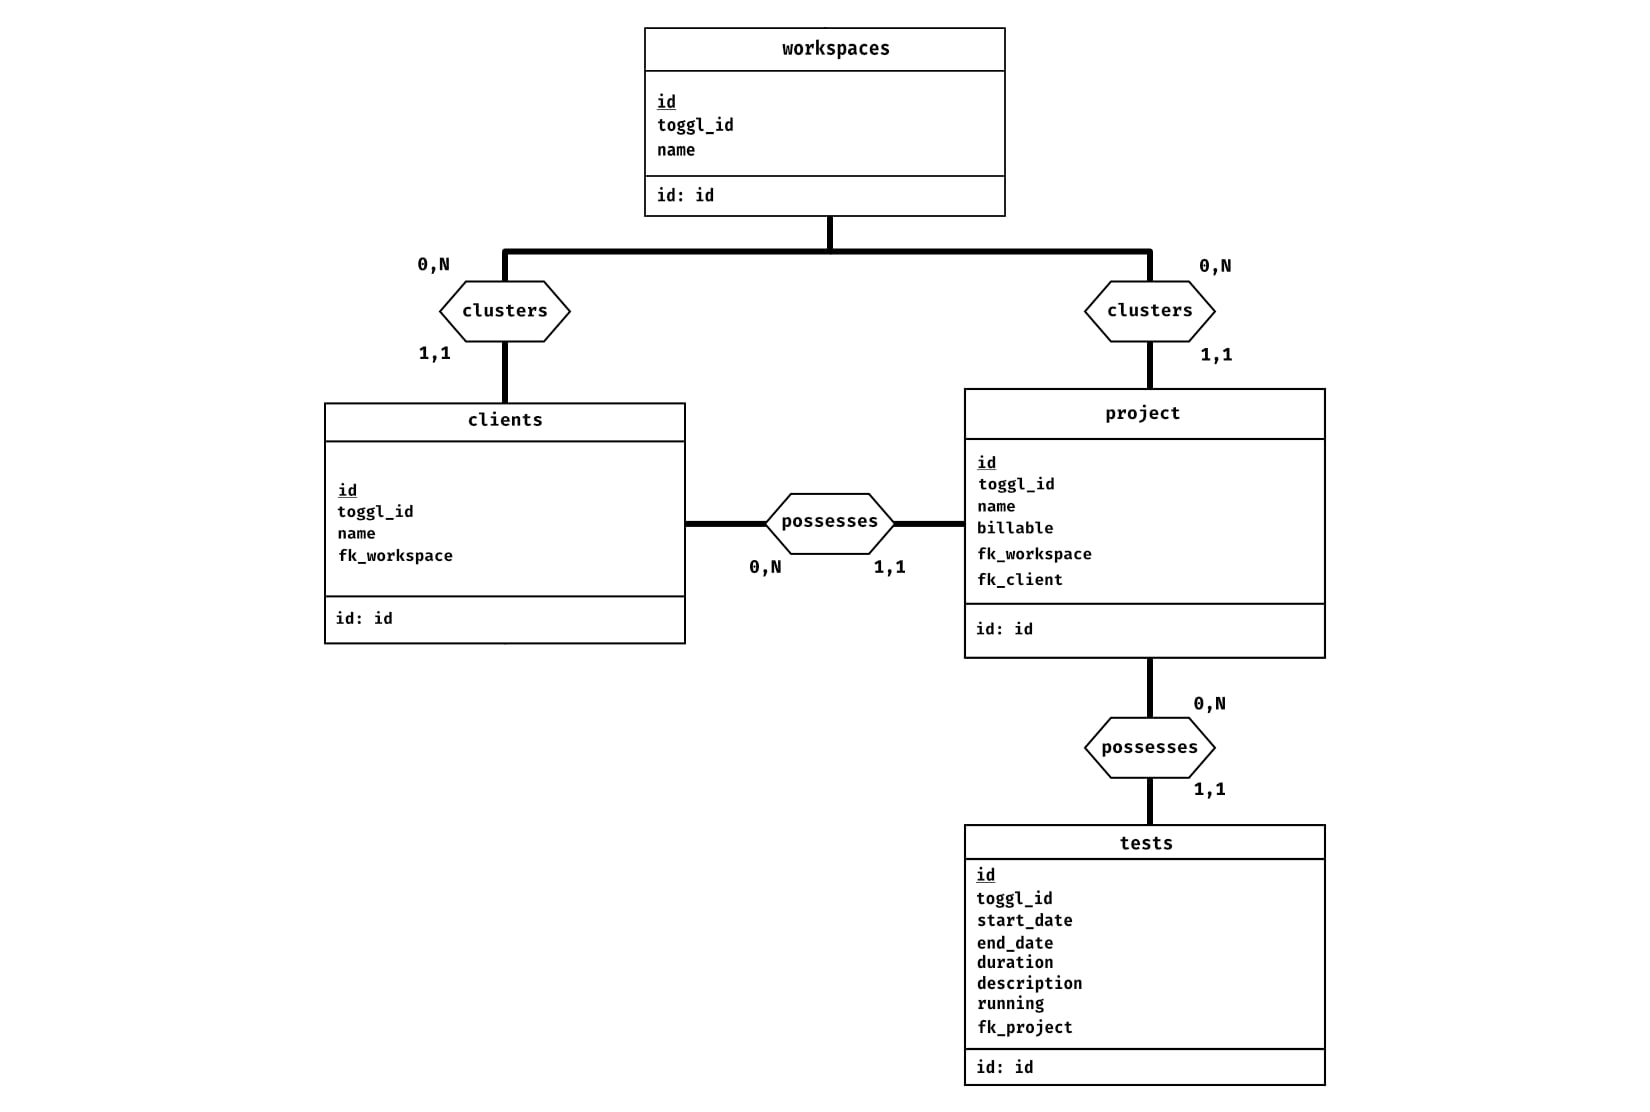 workspaces
id
toggl_id
name
id: id
0,N
0,N
clusters
clusters
1,1
1,1
clients
id
toggl_id
name
fk_workspace
id: id
possesses
0,N
1,1
project
id
toggl_id
name
billable
fk_workspace
fk_client
id: id
0,N
possesses
1,1
tests
id
toggl_id
start_date
end_date
duration
description
running
fk_project
id: id